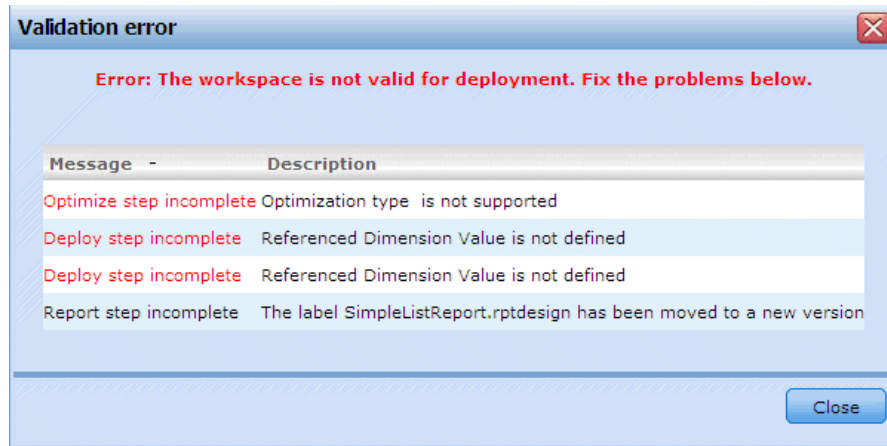 Validation error
Error: The workspace is not valid for deployment. Fix the problems below.
Message - Description
Optimize step incomplete Optimization type  is not supported
Deploy step incomplete Referenced Dimension Value is not defined
Deploy step incomplete Referenced Dimension Value is not defined
Report step incomplete The label SimpleListReport.rptdesign has been moved to a new version
Close